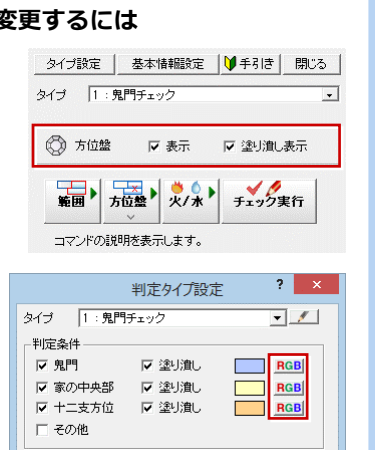 変更するには
タイプ設定 基本情報設定 手引き 閉じる
タイプ 1：鬼門チェック
方位盤 表示 塗り潰し表示
範囲 方位盤 火/水 チェック実行
コマンドの説明を表示します。
判定タイプ設定 ? ×
タイプ 1：鬼門チェック
判定条件
鬼門 塗り潰し RGB
家の中央部 塗り潰し RGB
十二支方位 塗り潰し RGB
その他